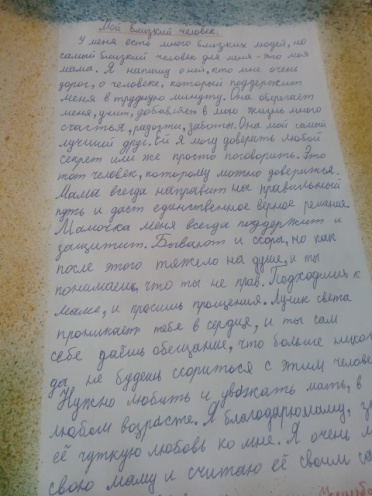 Мой близкий человек.
У меня есть много близких людей, но
самый близкий человек для меня - это моя
мама. Я напишу о ней, кто мне очень
дорог, о человеке, который поддержит
меня в трудную минуту. Она оберегает
меня, учит, добавляет в мою жизнь много
счастья, радости, заботы. Она мой самый
лучший друг. Ей я могу доверить любой
секрет или же просто поговорить. Это
тот человек, которому можно довериться.
Мама всегда направит на правильный
путь и даст единственное верное решение.
Мамочка меня всегда поддержит и
защитит. Бывают и ссора, но как
после этого тяжело на душе, и ты
понимаешь, что ты не прав. Подходишь к
маме, и просишь прощения. Лучик света
проникает тебе в сердце, и ты сам
себе даёшь обещание, что больше никог
ды не будешь ссориться с этим челове
Нужно любить и уважать мать, в
любом возрасте. Я благодарю маму, за
её чуткую любовь ко мне. Я очень л
свою маму и считаю её своим са